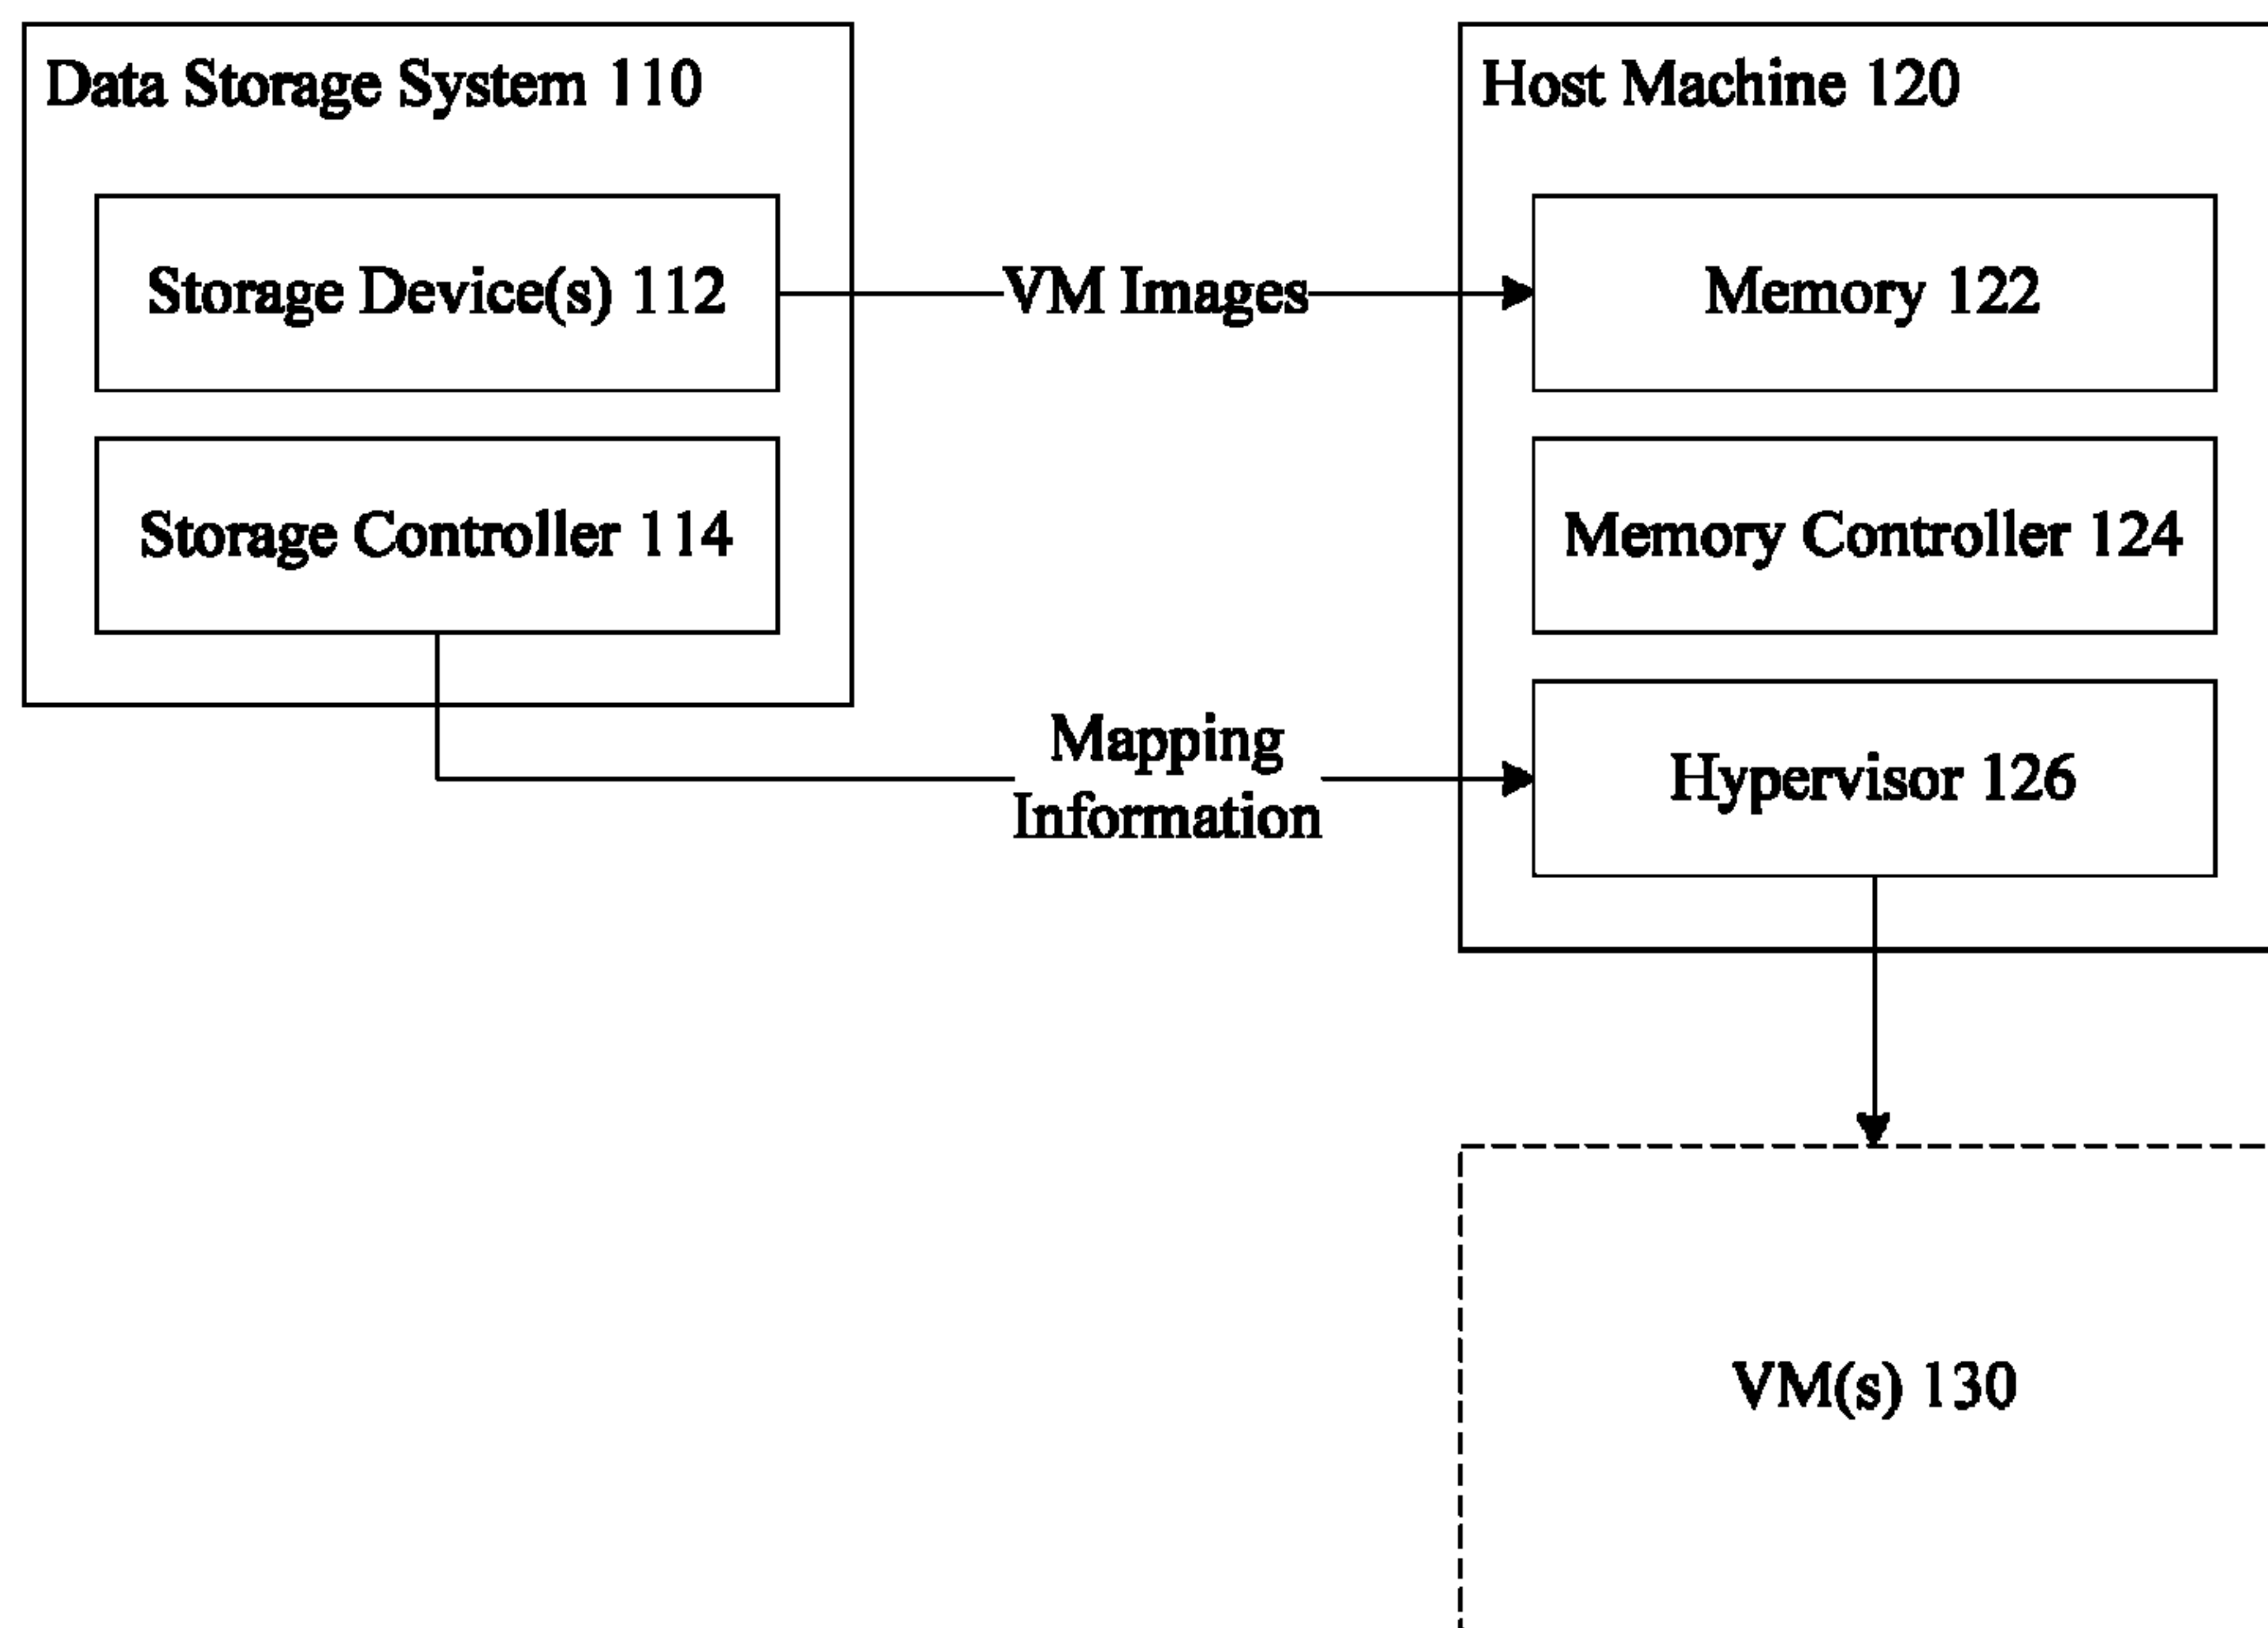 Data Storage System 110
Storage Device(s) 112
Storage Controller 114
VM Images
Mapping
Information
Host Machine 120
Memory 122
Memory Controller 124
Hypervisor 126
VM(s) 130